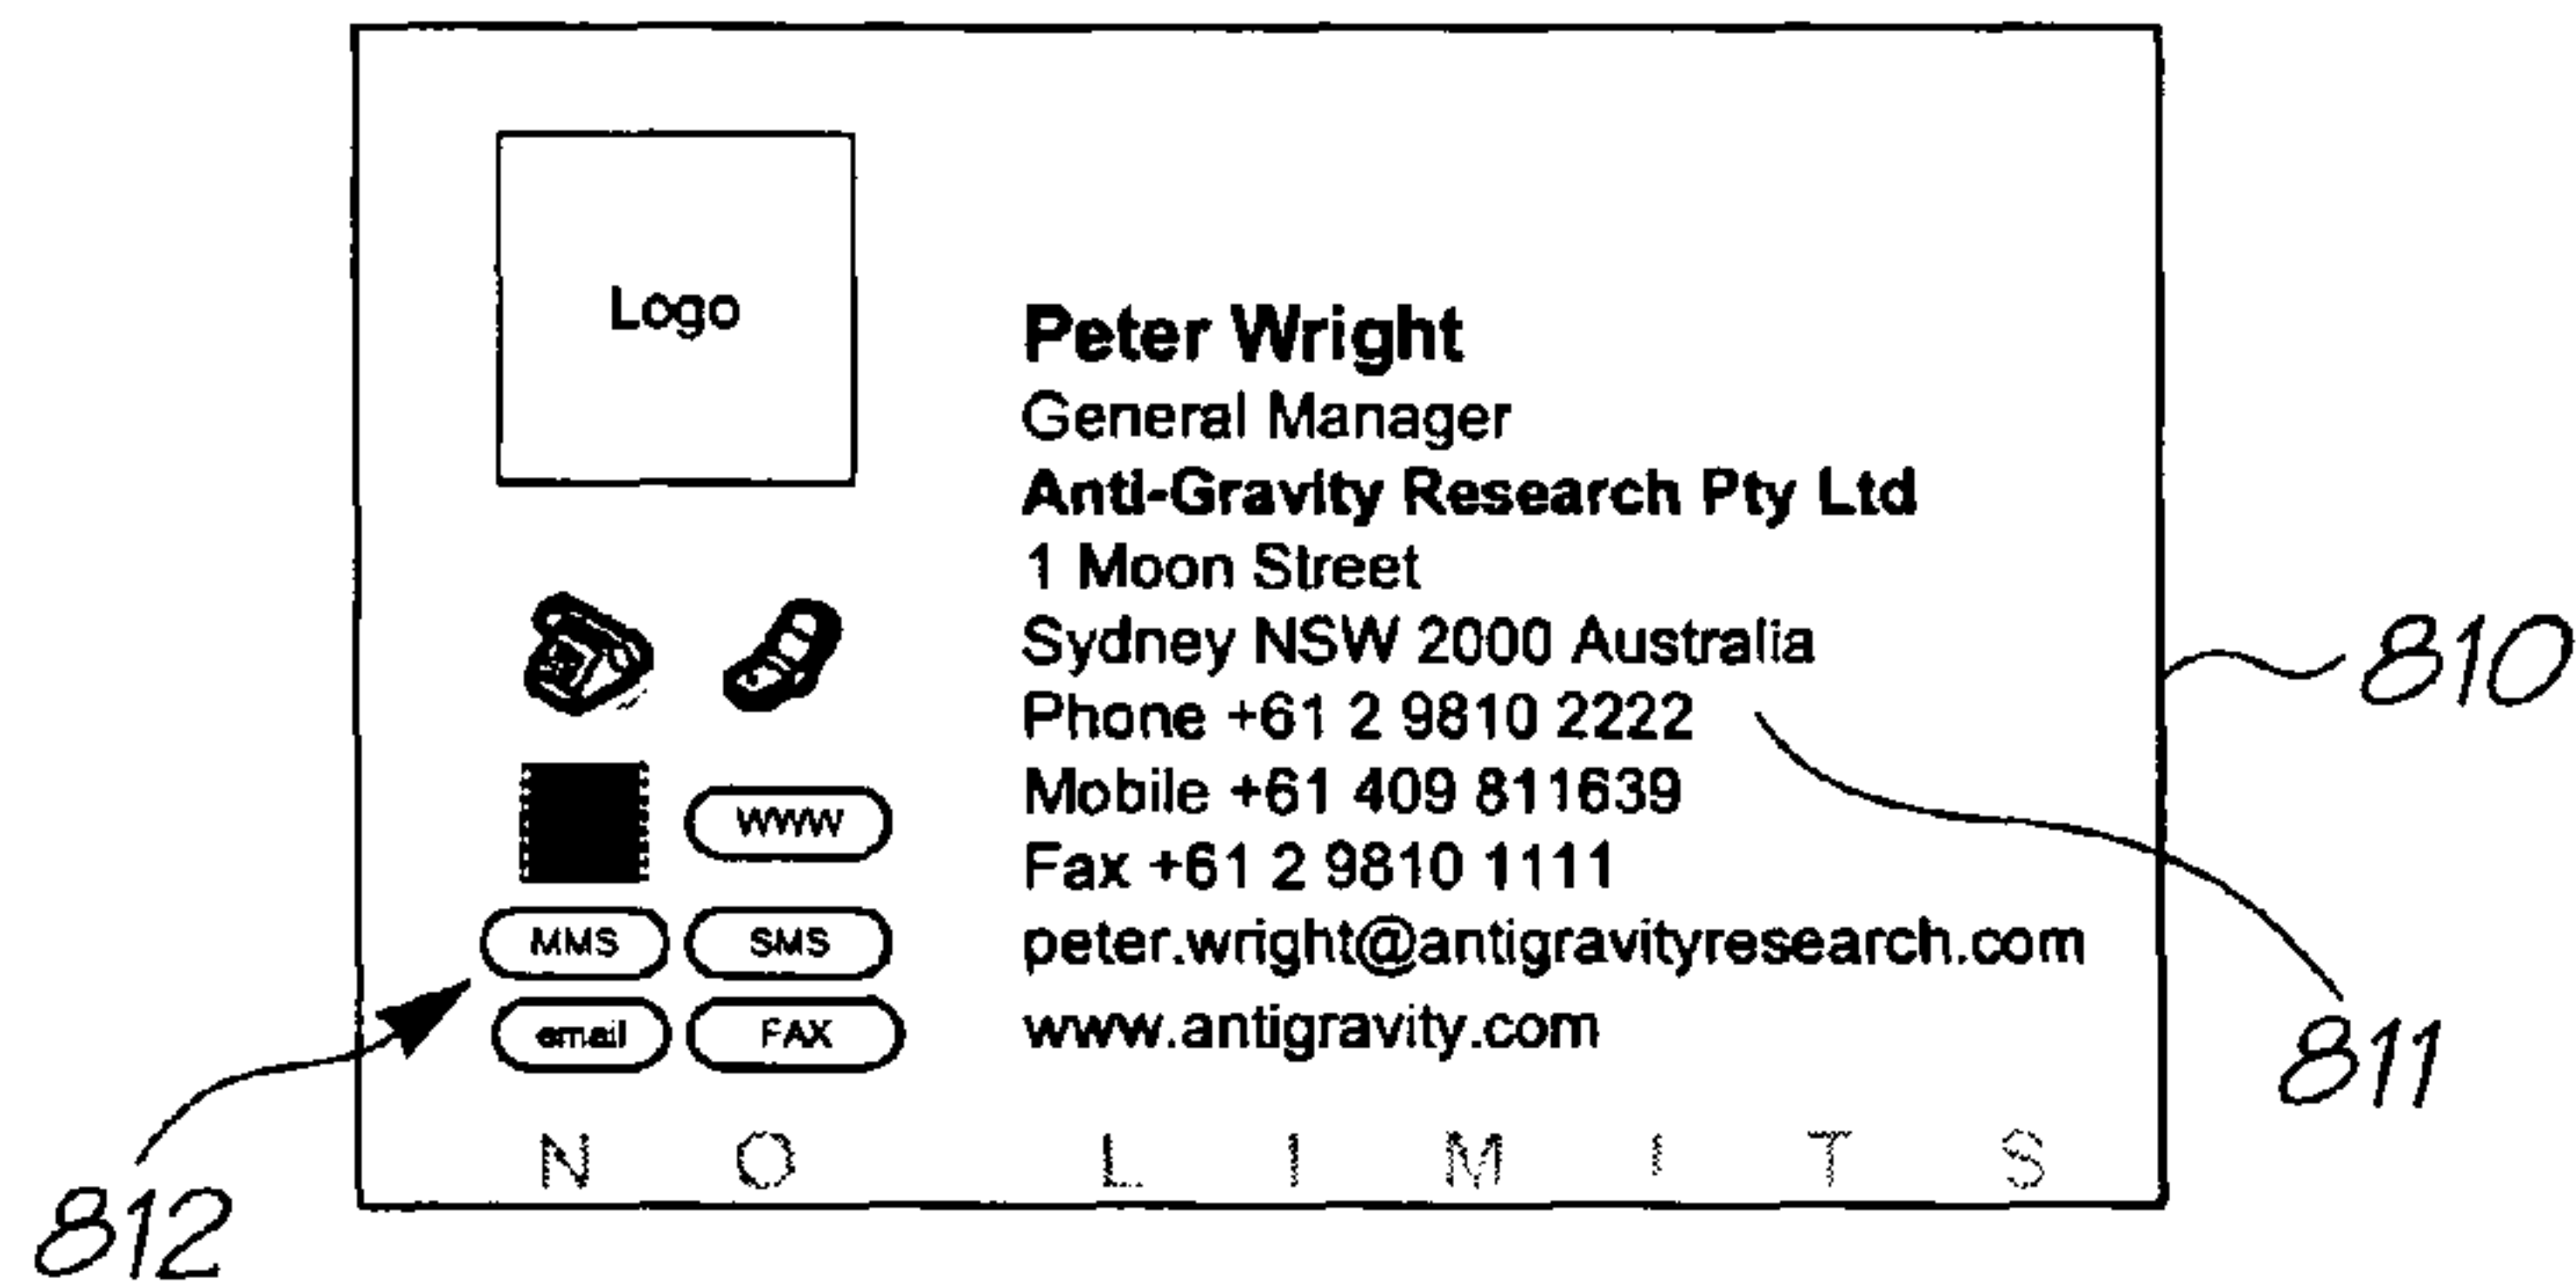 Logo
Peter Wright
General Manager
Anti-Gravity Research Pty Ltd
1 Moon Street
Sydney NSW 2000 Australia
Phone +61 2 9810 2222
Mobile +61 409 811639
Fax +61 2 9810 1111
peter.wright@antigravityresearch.com
www.antigravity.com
WWW
MMS SMS
email FAX
N O L I M I T S
810
811
812